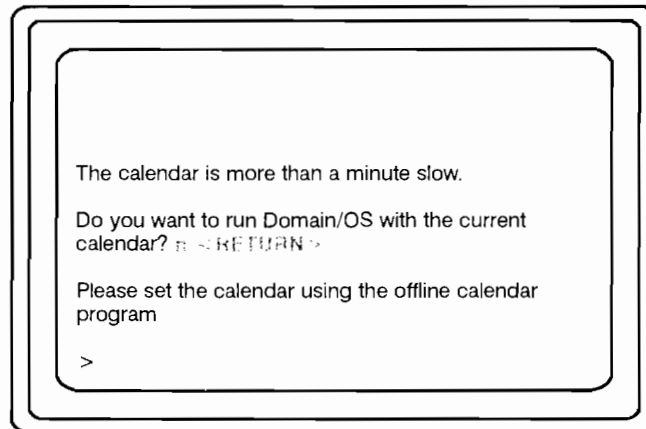 The calendar is more than a minute slow.
Do you want to run Domain/OS with the current
calendar? n <RETURN>
Please set the calendar using the offline calendar
program
>